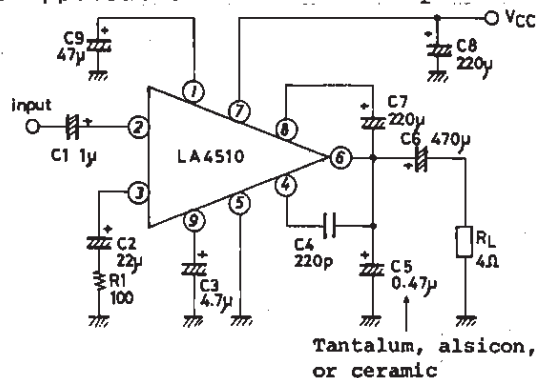 C9
47µ
VCC
C8
220µ
1
7
8
C7
220µ
input
2
C1 1µ
LA4510
6
C6 470µ
3
4
9
5
C2
22µ
R1
100
C3
4.7µ
C4
220p
C5
0.47µ
RL
4Ω
Tantalum, alsicon,
or ceramic